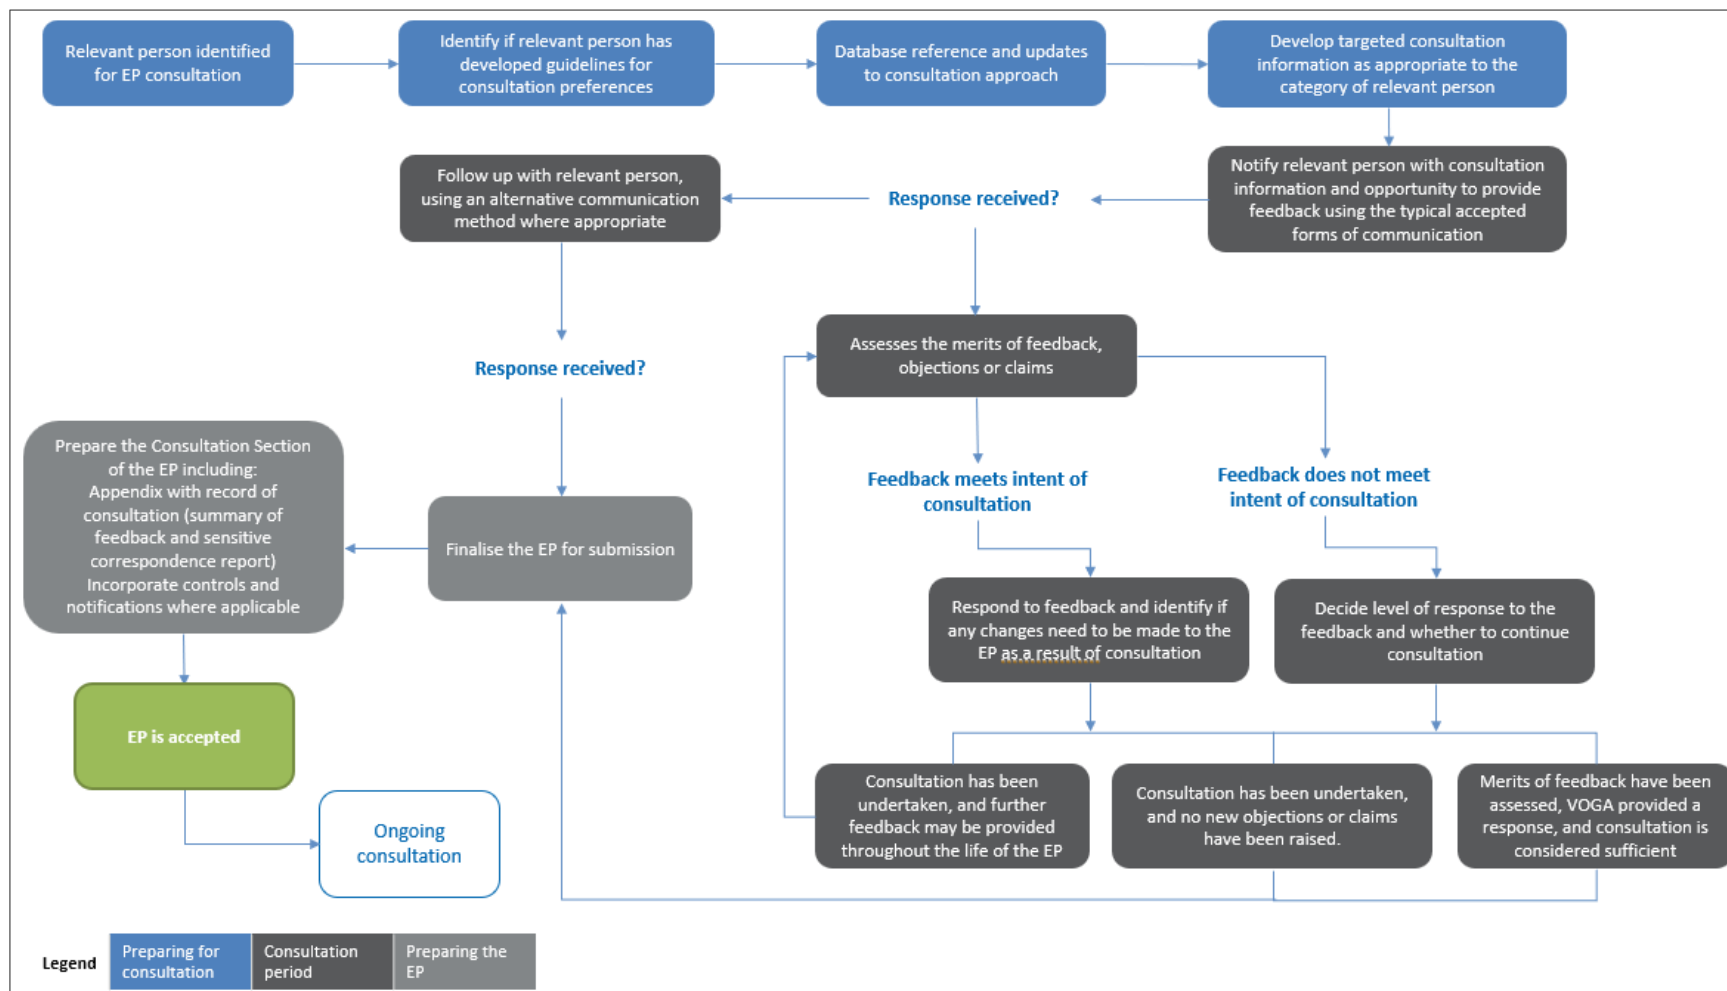 Relevant person identified
for EP consultation
Identify if relevant person has
developed guidelines for
consultation preferences
Database reference and updates
to consultation approach
Develop targeted consultation
information as appropriate to the
category of relevant person
Notify relevant person with consultation
information and opportunity to provide
feedback using the typical accepted
forms of communication
Response received?
Follow up with relevant person,
using an alternative communication
method where appropriate
Response received?
Assesses the merits of feedback,
objections or claims
Feedback meets intent of
consultation
Feedback does not meet
intent of consultation
Respond to feedback and identify if
any changes need to be made to the
EP as a result of consultation
Decide level of response to the
feedback and whether to continue
consultation
Consultation has been
undertaken, and further
feedback may be provided
throughout the life of the EP
Consultation has been undertaken,
and no new objections or claims
have been raised.
Merits of feedback have been
assessed, VOGA provided a
response, and consultation is
considered sufficient
Finalise the EP for submission
Prepare the Consultation Section
of the EP including:
Appendix with record of
consultation (summary of
feedback and sensitive
correspondence report)
Incorporate controls and
notifications where applicable
EP is accepted
Ongoing
consultation
Legend
Preparing for
consultation
Consultation
period
Preparing the
EP